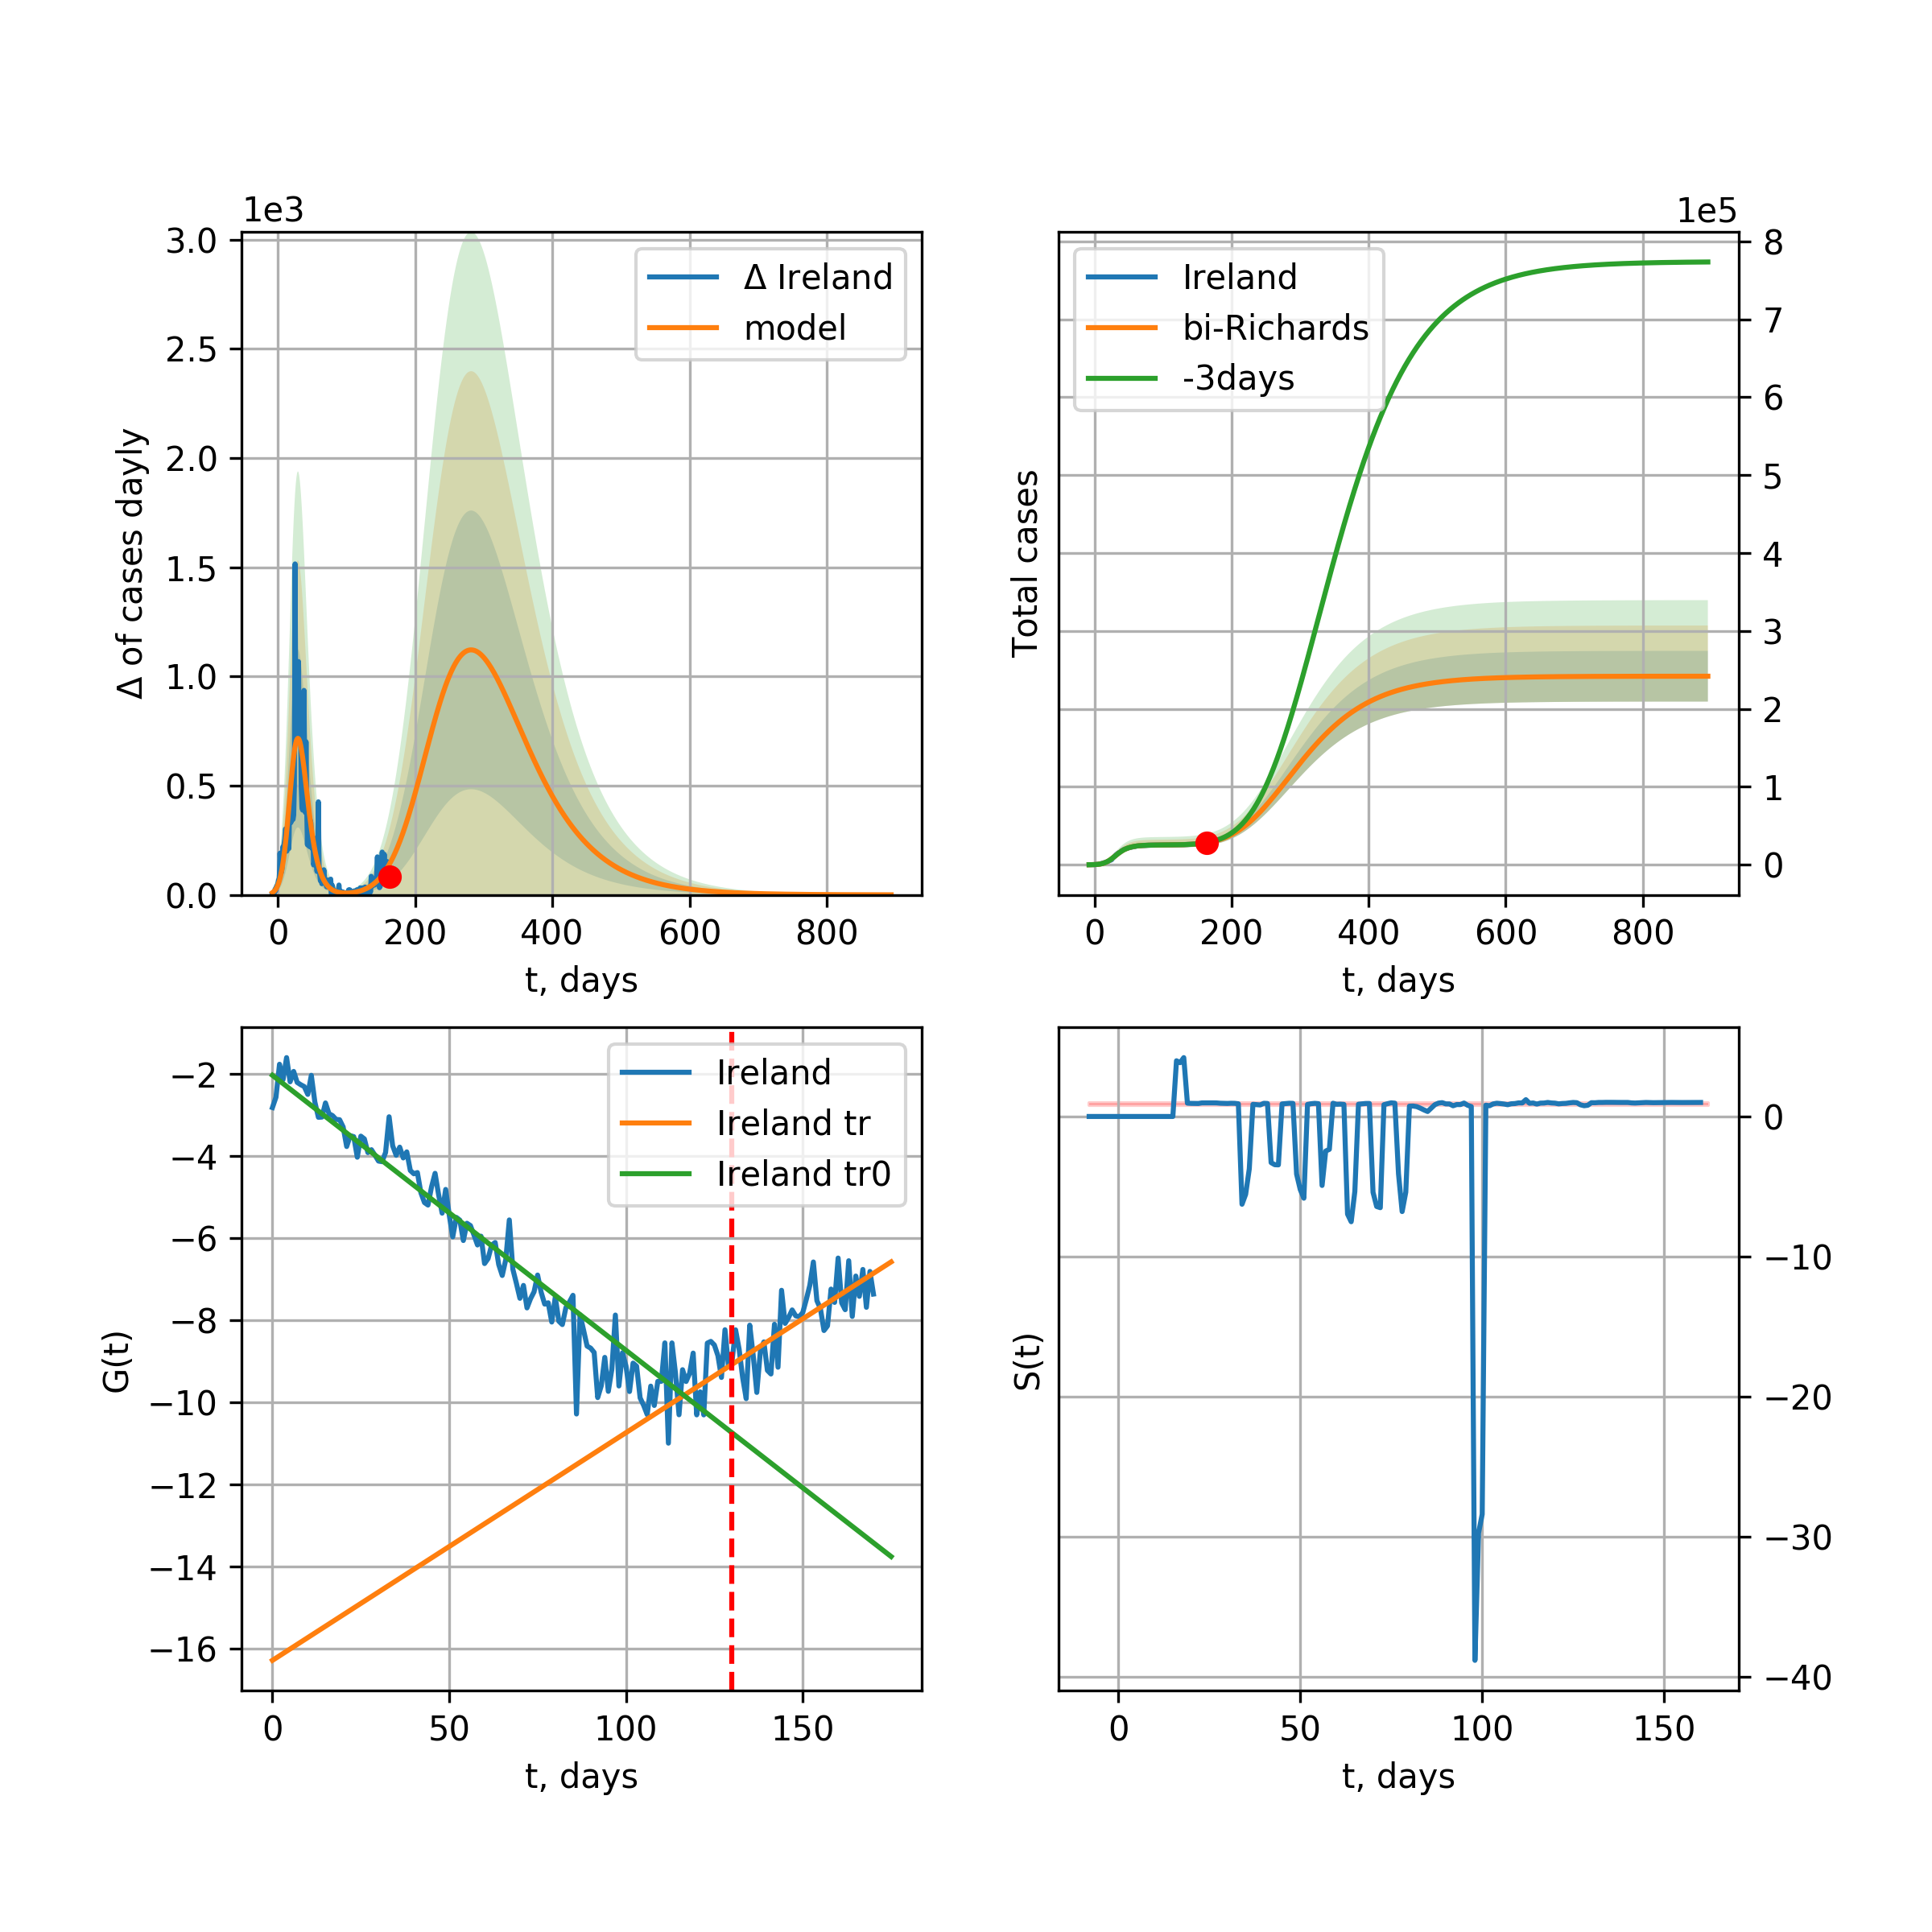 1e3
3.0
2.5
2.0
1.5
1.0
0.5
0.0
Δ of cases dayly
Δ Ireland
model
0 200 400 600 800
t, days
1e5
8
7
6
5
4
3
2
1
0
Total cases
Ireland
bi-Richards
-3days
0 200 400 600 800
t, days
−2
−4
−6
−8
−10
−12
−14
−16
G(t)
Ireland
Ireland tr
Ireland tr0
0 50 100 150
t, days
0
−10
−20
−30
−40
S(t)
0 50 100 150
t, days